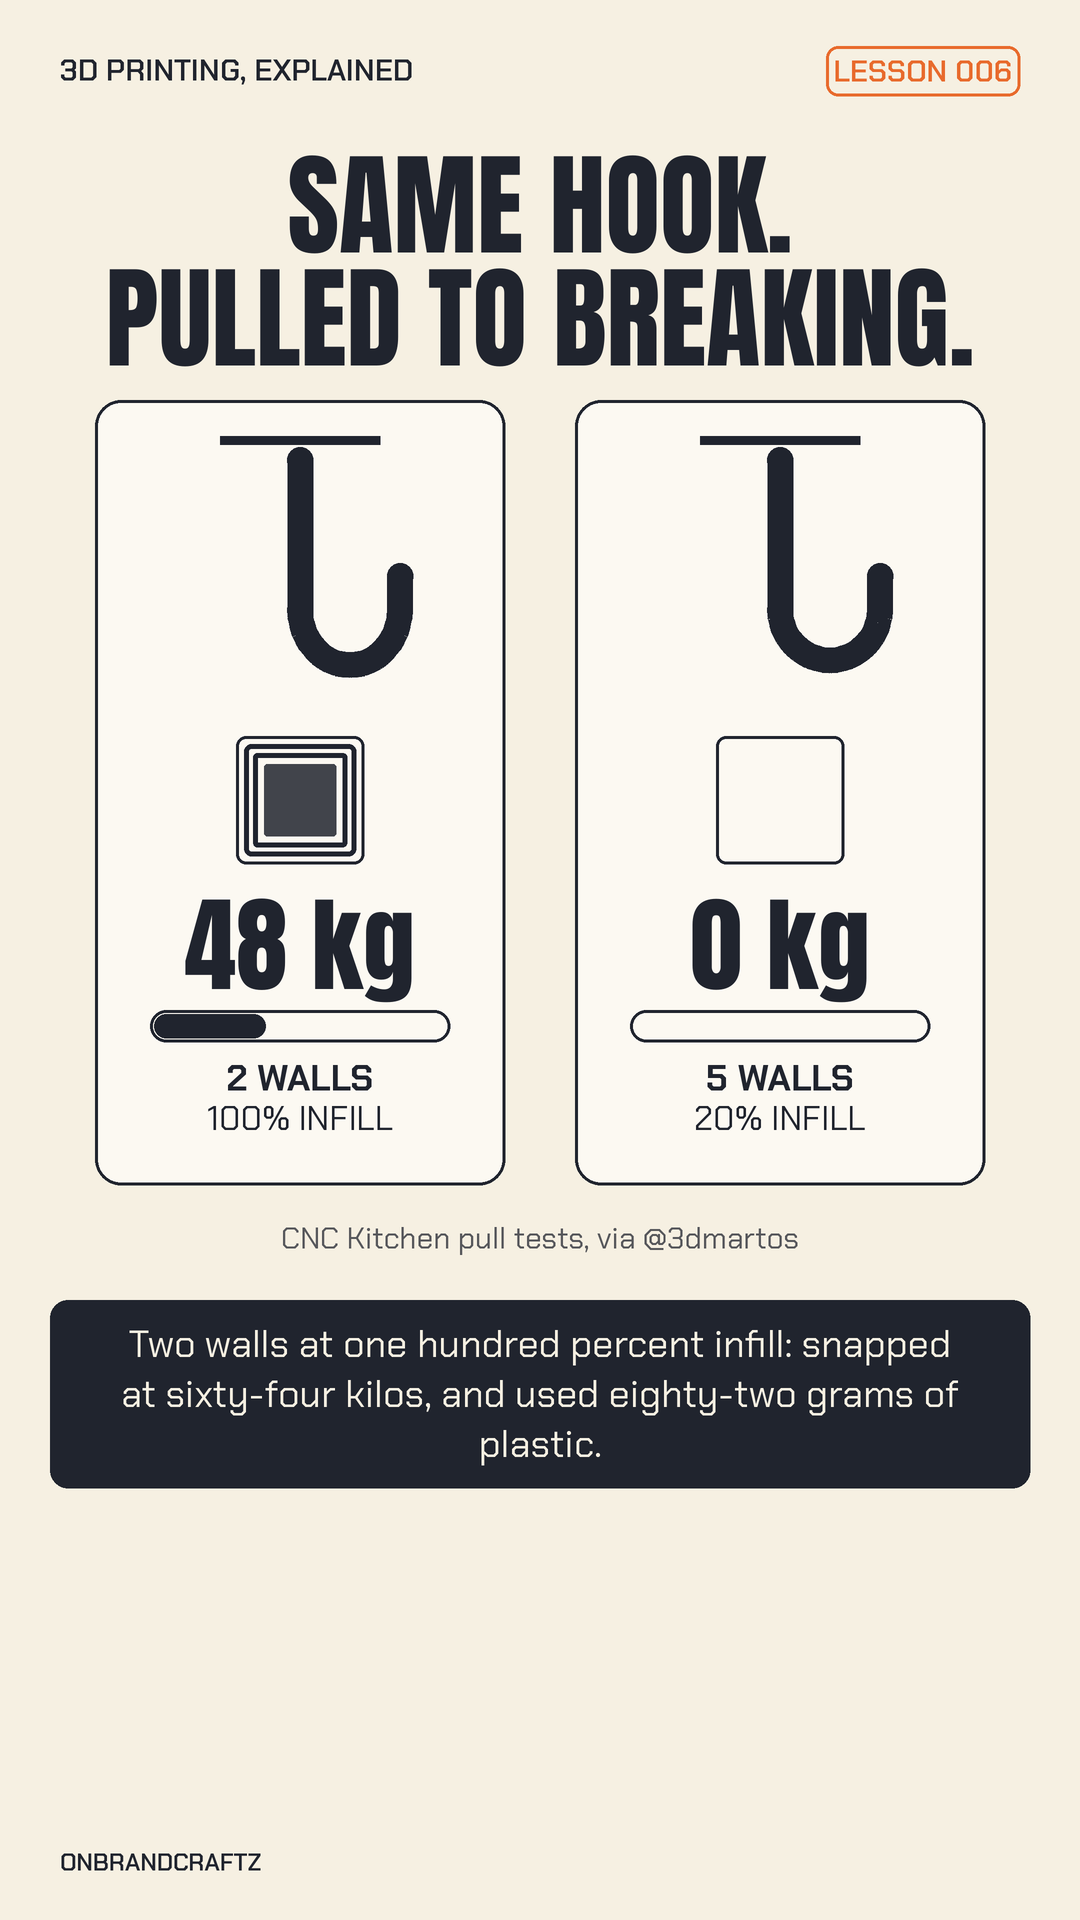 3D PRINTING, EXPLAINED
LESSON 006
SAME HOOK.
PULLED TO BREAKING.
48 kg
2 WALLS
100% INFILL
0 kg
5 WALLS
20% INFILL
CNC Kitchen pull tests, via @3dmartos
Two walls at one hundred percent infill: snapped
at sixty-four kilos, and used eighty-two grams of
plastic.
ONBRANDCRAFTZ